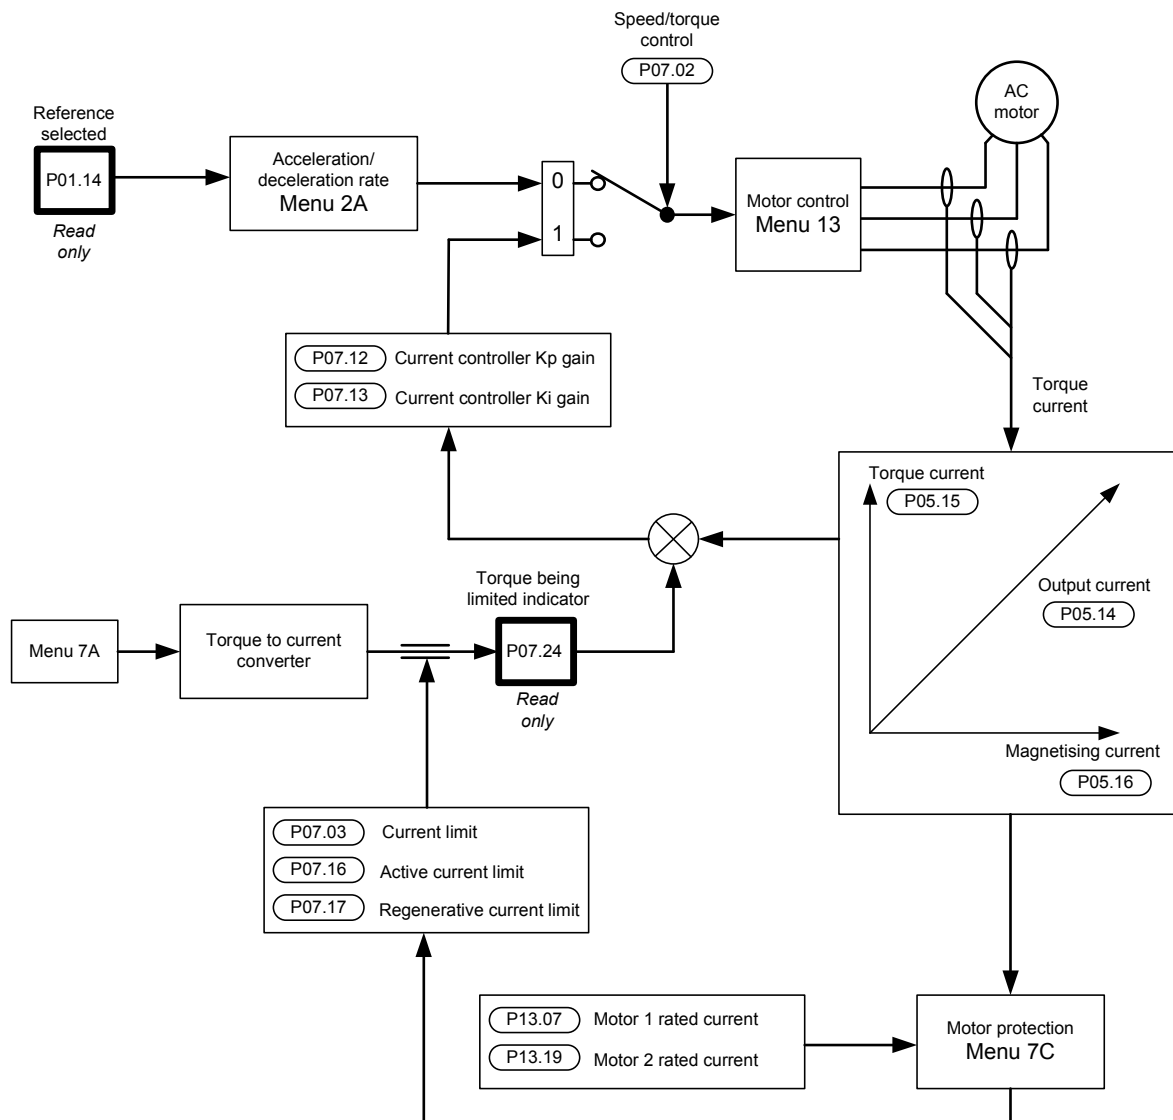 Speed/torque
control
P07.02
AC
motor
Reference
selected
P01.14
Read
only
Acceleration/
deceleration rate
Menu 2A
0
1
Motor control
Menu 13
P07.12 Current controller Kp gain
P07.13 Current controller Ki gain
Torque
current
Torque current
P05.15
Output current
P05.14
Magnetising current
P05.16
Menu 7A
Torque to current
converter
Torque being
limited indicator
P07.24
Read
only
P07.03 Current limit
P07.16 Active current limit
P07.17 Regenerative current limit
P13.07 Motor 1 rated current
P13.19 Motor 2 rated current
Motor protection
Menu 7C